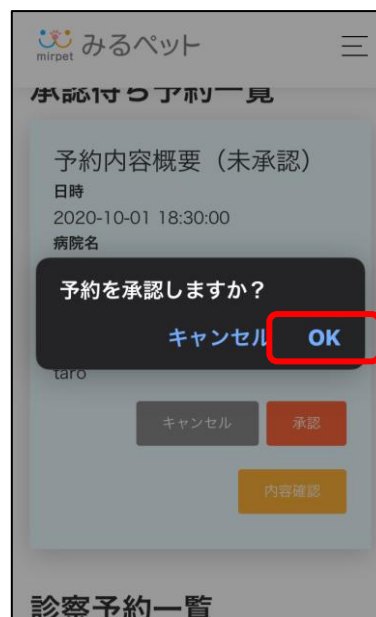 みるペット
mirpet
承認待ち予約一覧
予約内容概要（未承認）
日時
2020-10-01 18:30:00
病院名
予約を承認しますか？
キャンセル OK
taro
キャンセル 承認
内容確認
診察予約一覧